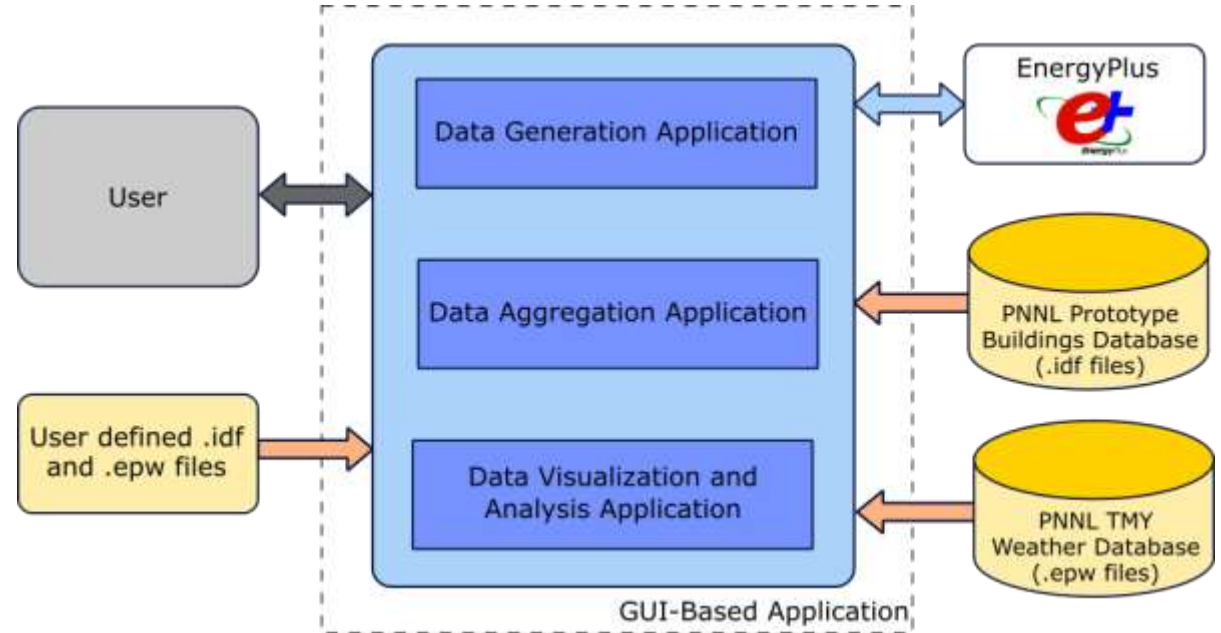 EnergyPlus
e+
EnergyPlus
Data Generation Application
User
Data Aggregation Application
PNNL Prototype
Buildings Database
(.idf files)
User defined .idf
and .epw files
Data Visualization and
Analysis Application
PNNL TMY
Weather Database
(.epw files)
GUI-Based Application